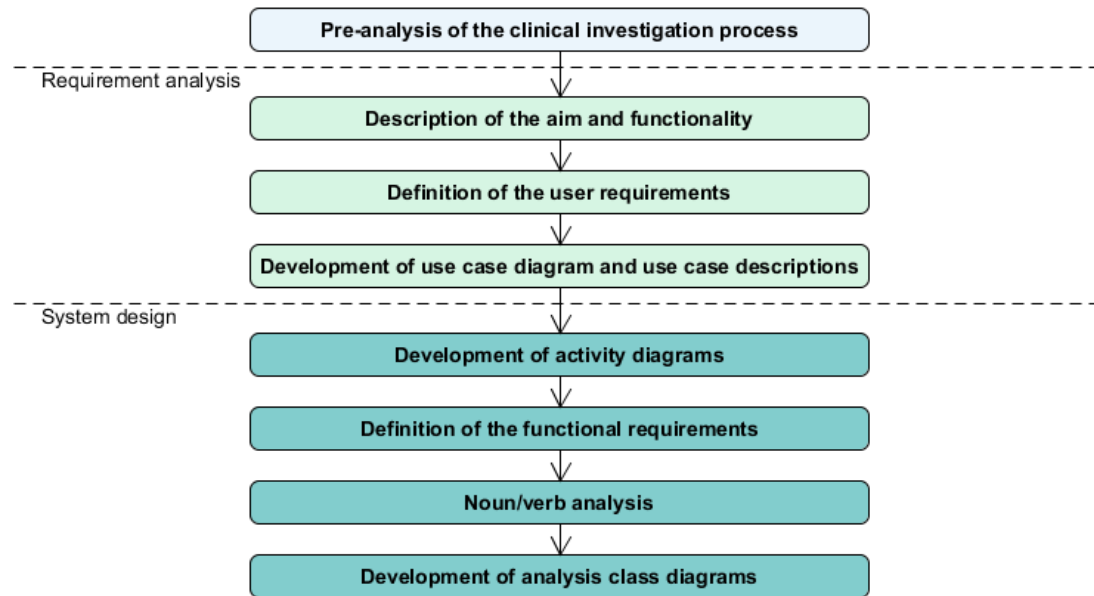 Pre-analysis of the clinical investigation process
Requirement analysis
Description of the aim and functionality
Definition of the user requirements
Development of use case diagram and use case descriptions
System design
Development of activity diagrams
Definition of the functional requirements
Noun/verb analysis
Development of analysis class diagrams